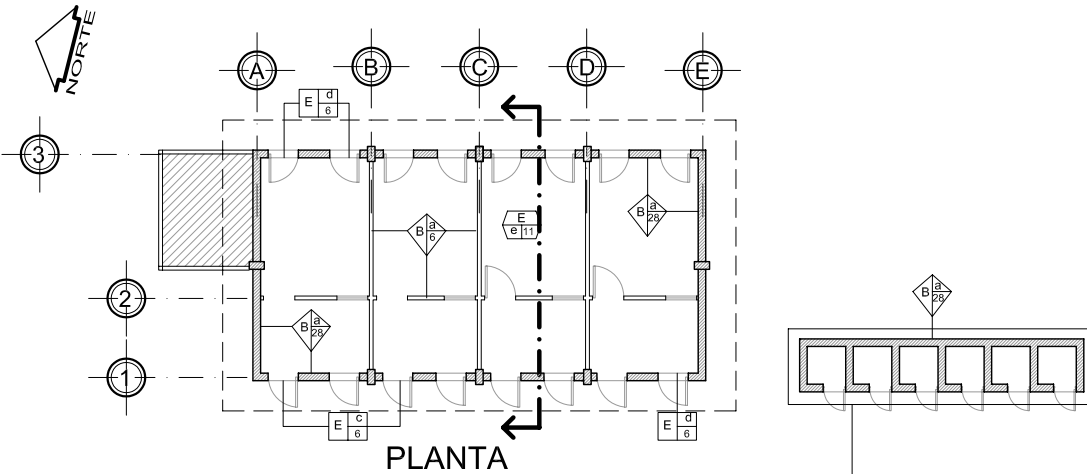 NORTE
A B C D E
E d 6
3
B a 28
B a 6
E e 11
B a 28
2
B a 28
1
E c 6
E d 6
PLANTA